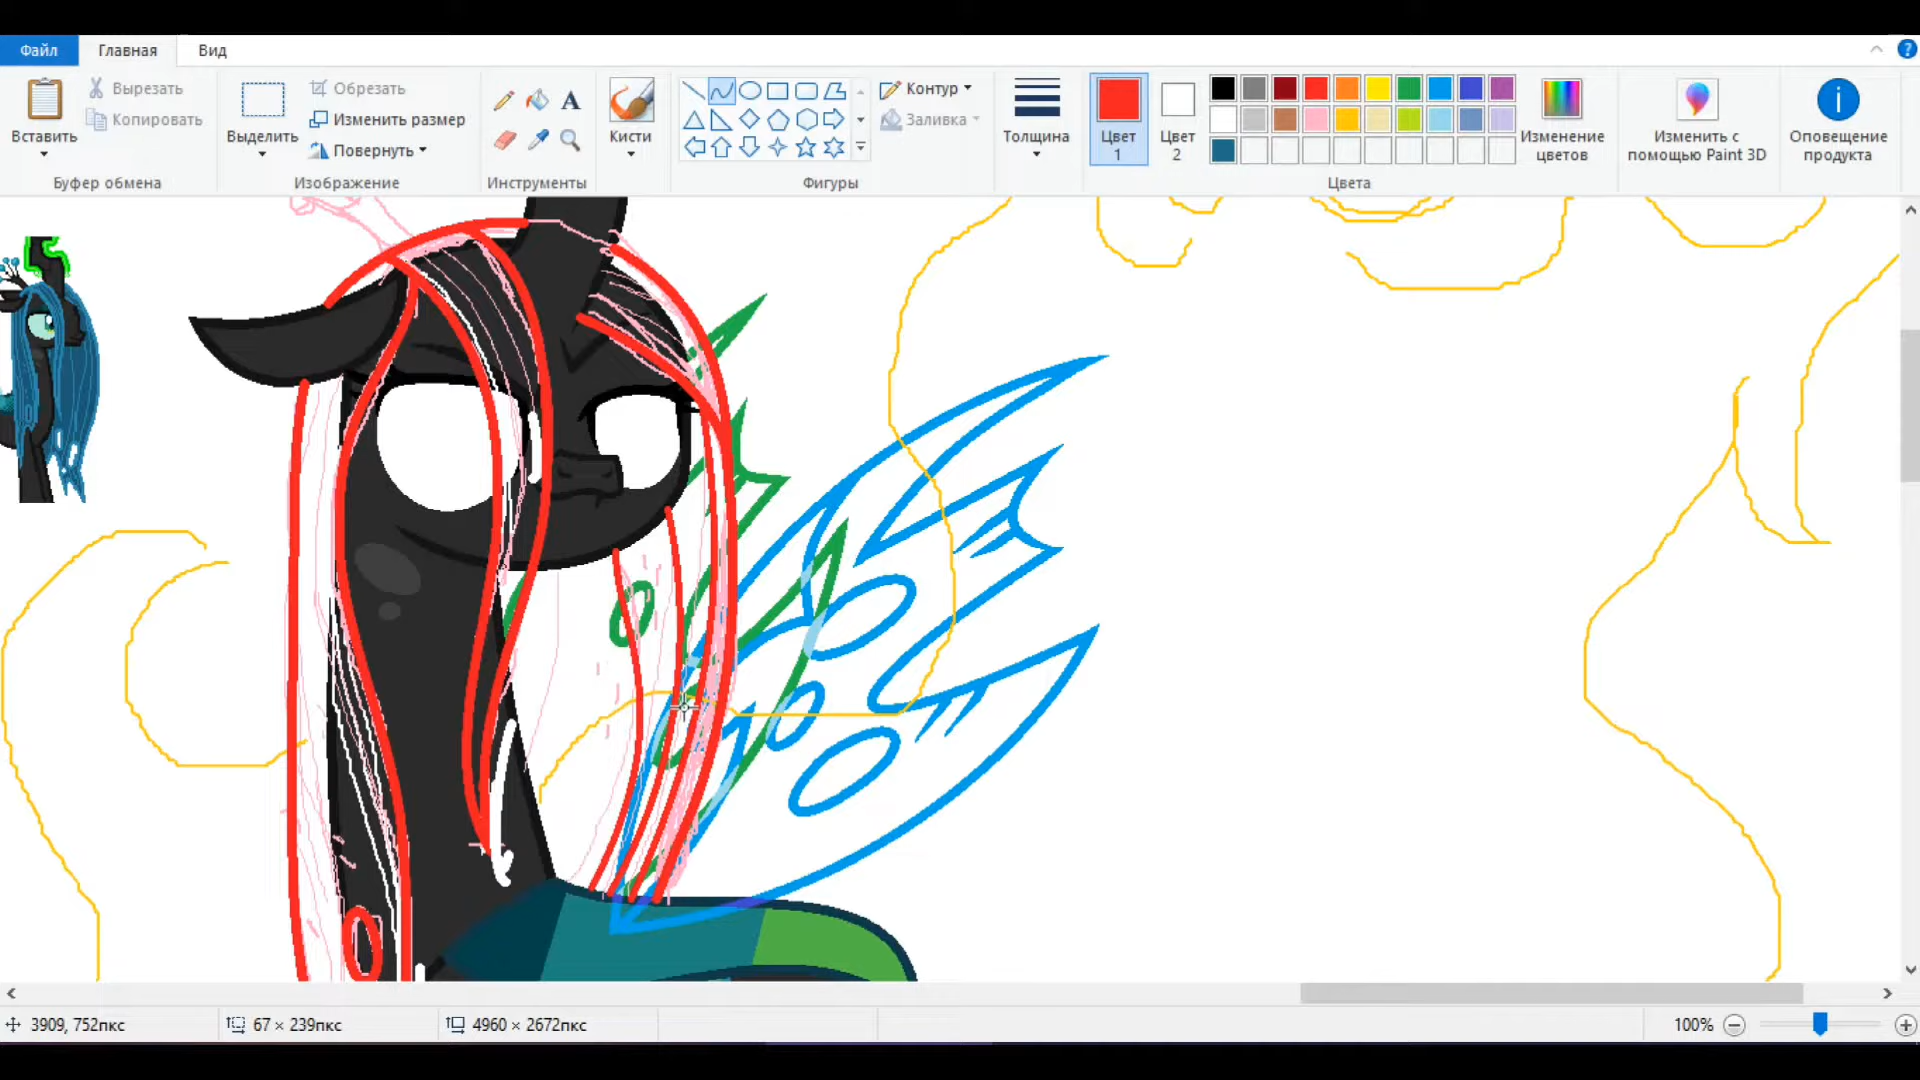 Файл Главная Вид
Вставить
Вырезать
Копировать
Буфер обмена
Выделить
Обрезать
Изменить размер
Повернуть
Изображение
A
Инструменты
Кисти
Контур
Заливка
Фигуры
Толщина
Цвет
1
Цвет
2
Изменение
цветов
Цвета
Изменить с
помощью Paint 3D
Оповещение
продукта
3909, 752пкс
67 × 239пкс
4960 × 2672пкс
100%